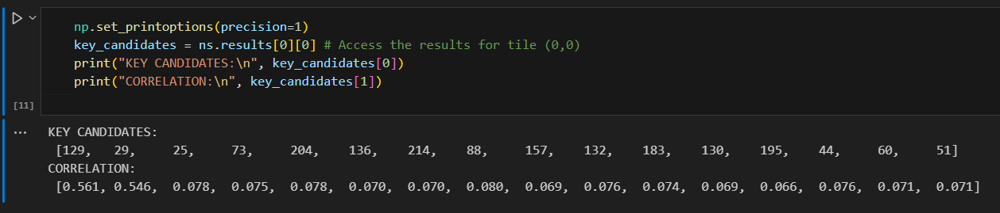 np.set_printoptions(precision=1)
key_candidates = ns.results[0][0] # Access the results for tile (0,0)
print("KEY CANDIDATES:\n", key_candidates[0])
print("CORRELATION:\n", key_candidates[1])
[11]
... KEY CANDIDATES:
[129, 29, 25, 73, 204, 136, 214, 88, 157, 132, 183, 130, 195, 44, 60, 51]
CORRELATION:
[0.561, 0.546, 0.078, 0.075, 0.078, 0.070, 0.070, 0.080, 0.069, 0.076, 0.074, 0.069, 0.066, 0.076, 0.071, 0.071]